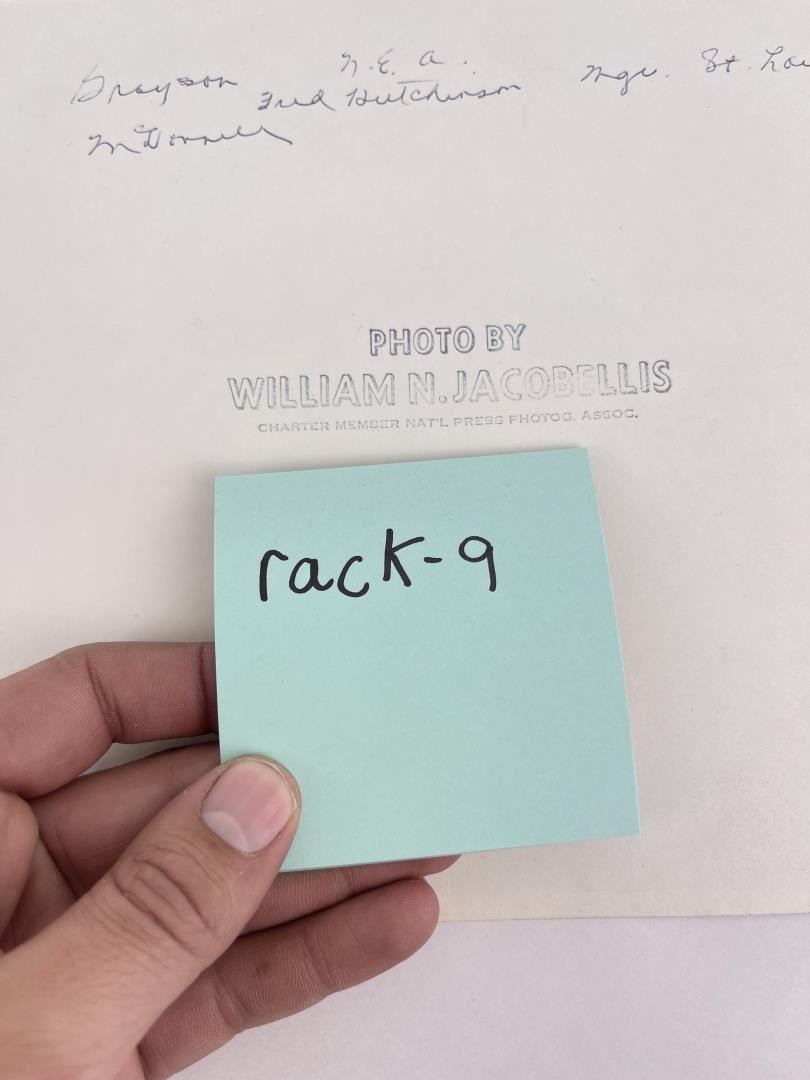 Grayson N.E.A. Mgr. St. Lou
Fred Hutchinson
McDonnell
PHOTO BY
WILLIAM N. JACOBELLIS
CHARTER MEMBER NAT'L PRESS PHOTOG. ASSOC.
rack-9